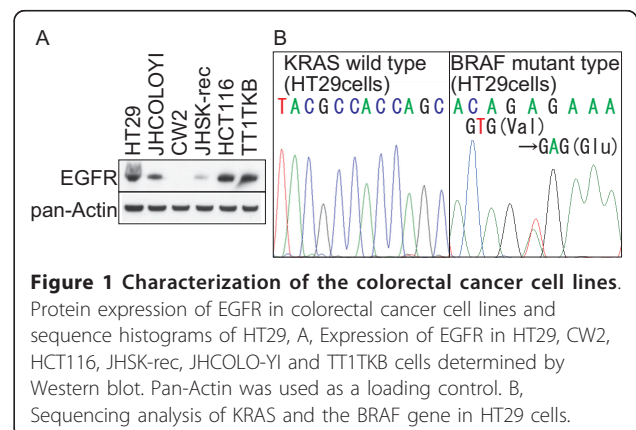 A
B
HT29
JHCOLOYI
CW2
JHSK-rec
HCT116
TT1TKB
EGFR
pan-Actin
KRAS wild type
(HT29cells)
TACGCCACCAGC
BRAF mutant type
(HT29cells)
ACAGAGAAA
GTG(Val)
→GAG(Glu)
Figure 1 Characterization of the colorectal cancer cell lines.
Protein expression of EGFR in colorectal cancer cell lines and
sequence histograms of HT29, A, Expression of EGFR in HT29, CW2,
HCT116, JHSK-rec, JHCOLO-YI and TT1TKB cells determined by
Western blot. Pan-Actin was used as a loading control. B,
Sequencing analysis of KRAS and the BRAF gene in HT29 cells.